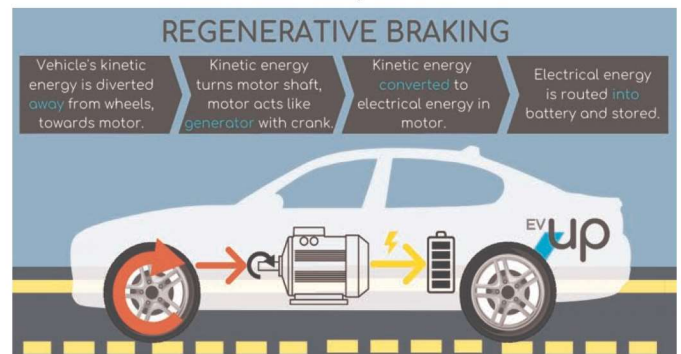 REGENERATIVE BRAKING
Vehicle's kinetic
energy is diverted
away from wheels,
towards motor.
Kinetic energy
turns motor shaft,
motor acts like
generator with crank.
Kinetic energy
converted to
electrical energy in
motor.
Electrical energy
is routed into
battery and stored.
EV up